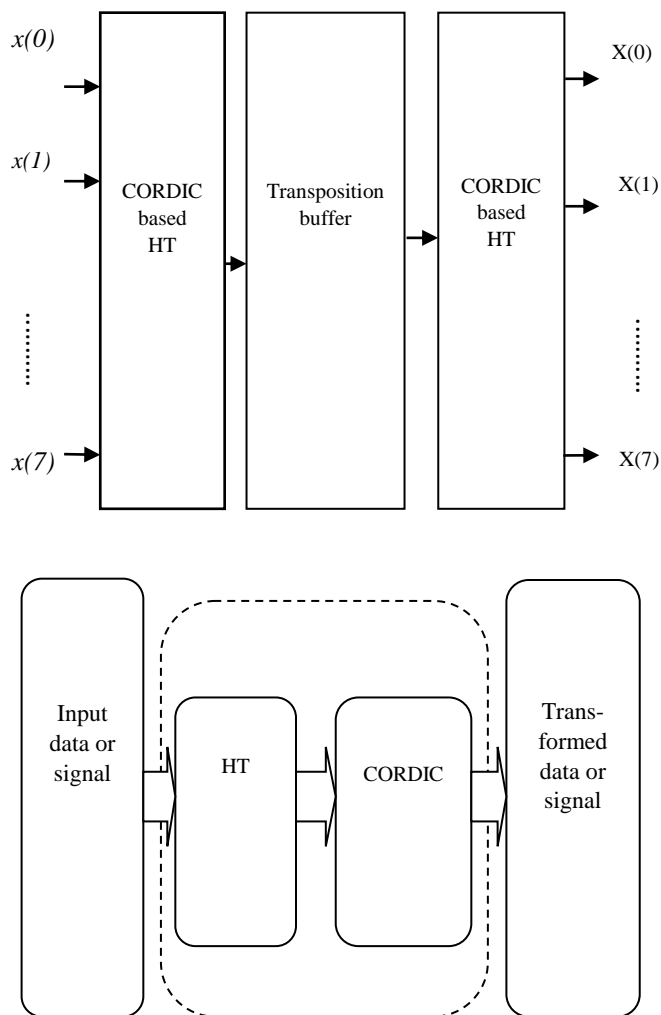 x(0)
X(0)
x(1)
X(1)
CORDIC
based
HT
Transposition
buffer
CORDIC
based
HT
x(7)
X(7)
Input
data or
signal
HT
CORDIC
Trans-
formed
data or
signal